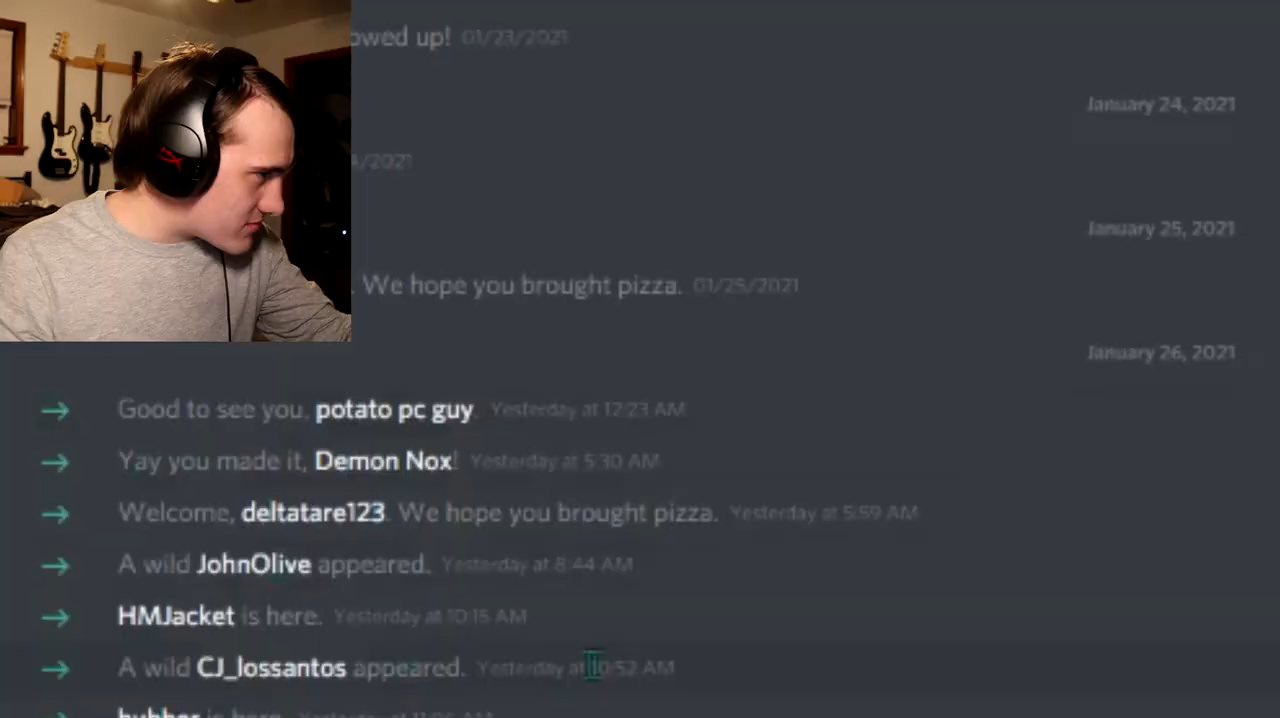 owed up! 01/23/2021
January 24, 2021
/2021
January 25, 2021
. We hope you brought pizza. 01/25/2021
January 26, 2021
Good to see you, potato pc guy. Yesterday at 12:23 AM
Yay you made it, Demon Nox! Yesterday at 5:30 AM
Welcome, deltatare123. We hope you brought pizza. Yesterday at 5:59 AM
A wild JohnOlive appeared. Yesterday at 8:44 AM
HMJacket is here. Yesterday at 10:15 AM
A wild CJ_lossantos appeared. Yesterday at 10:52 AM
is here.